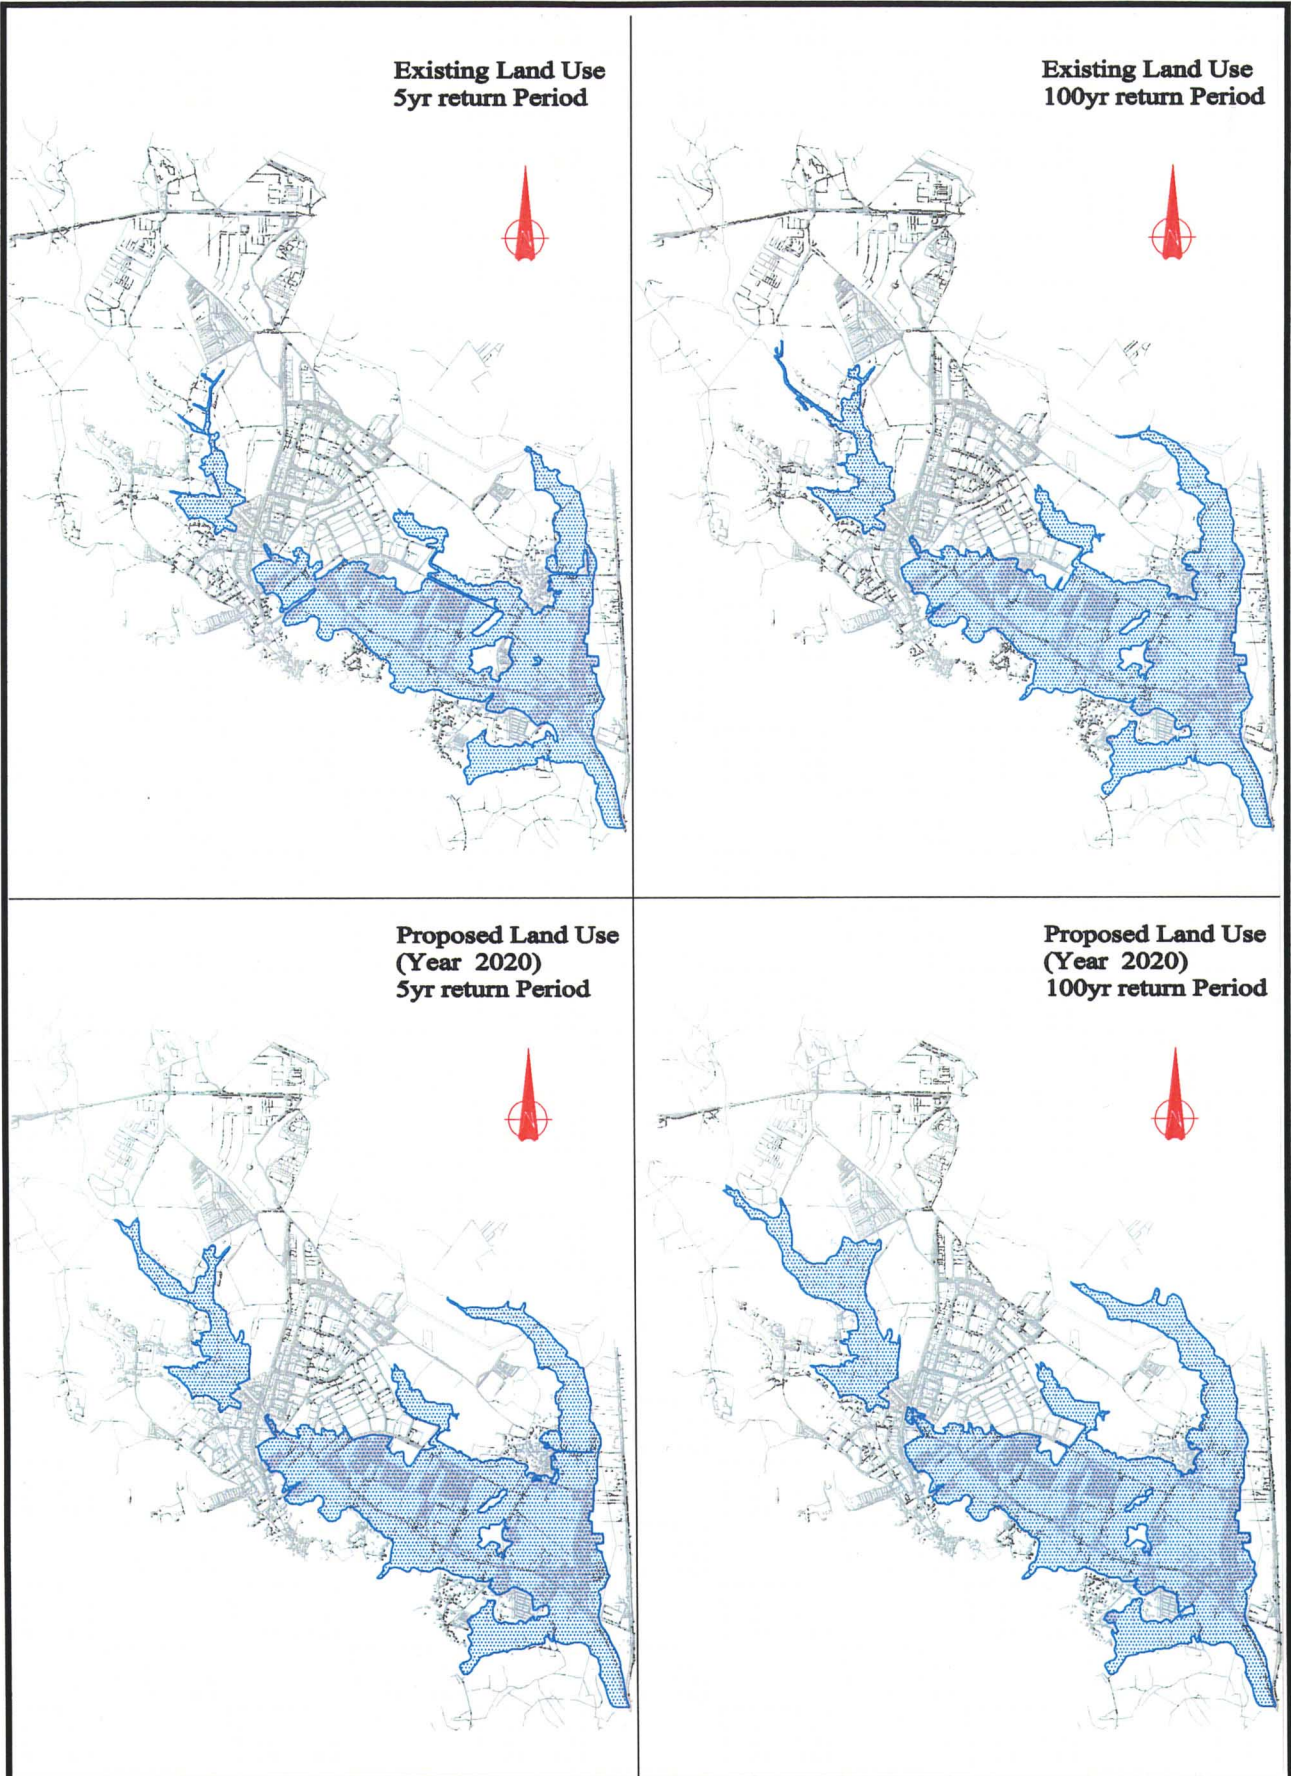 Existing Land Use
5yr return Period
Existing Land Use
100yr return Period
N
N
Proposed Land Use
(Year 2020)
5yr return Period
Proposed Land Use
(Year 2020)
100yr return Period
N
N